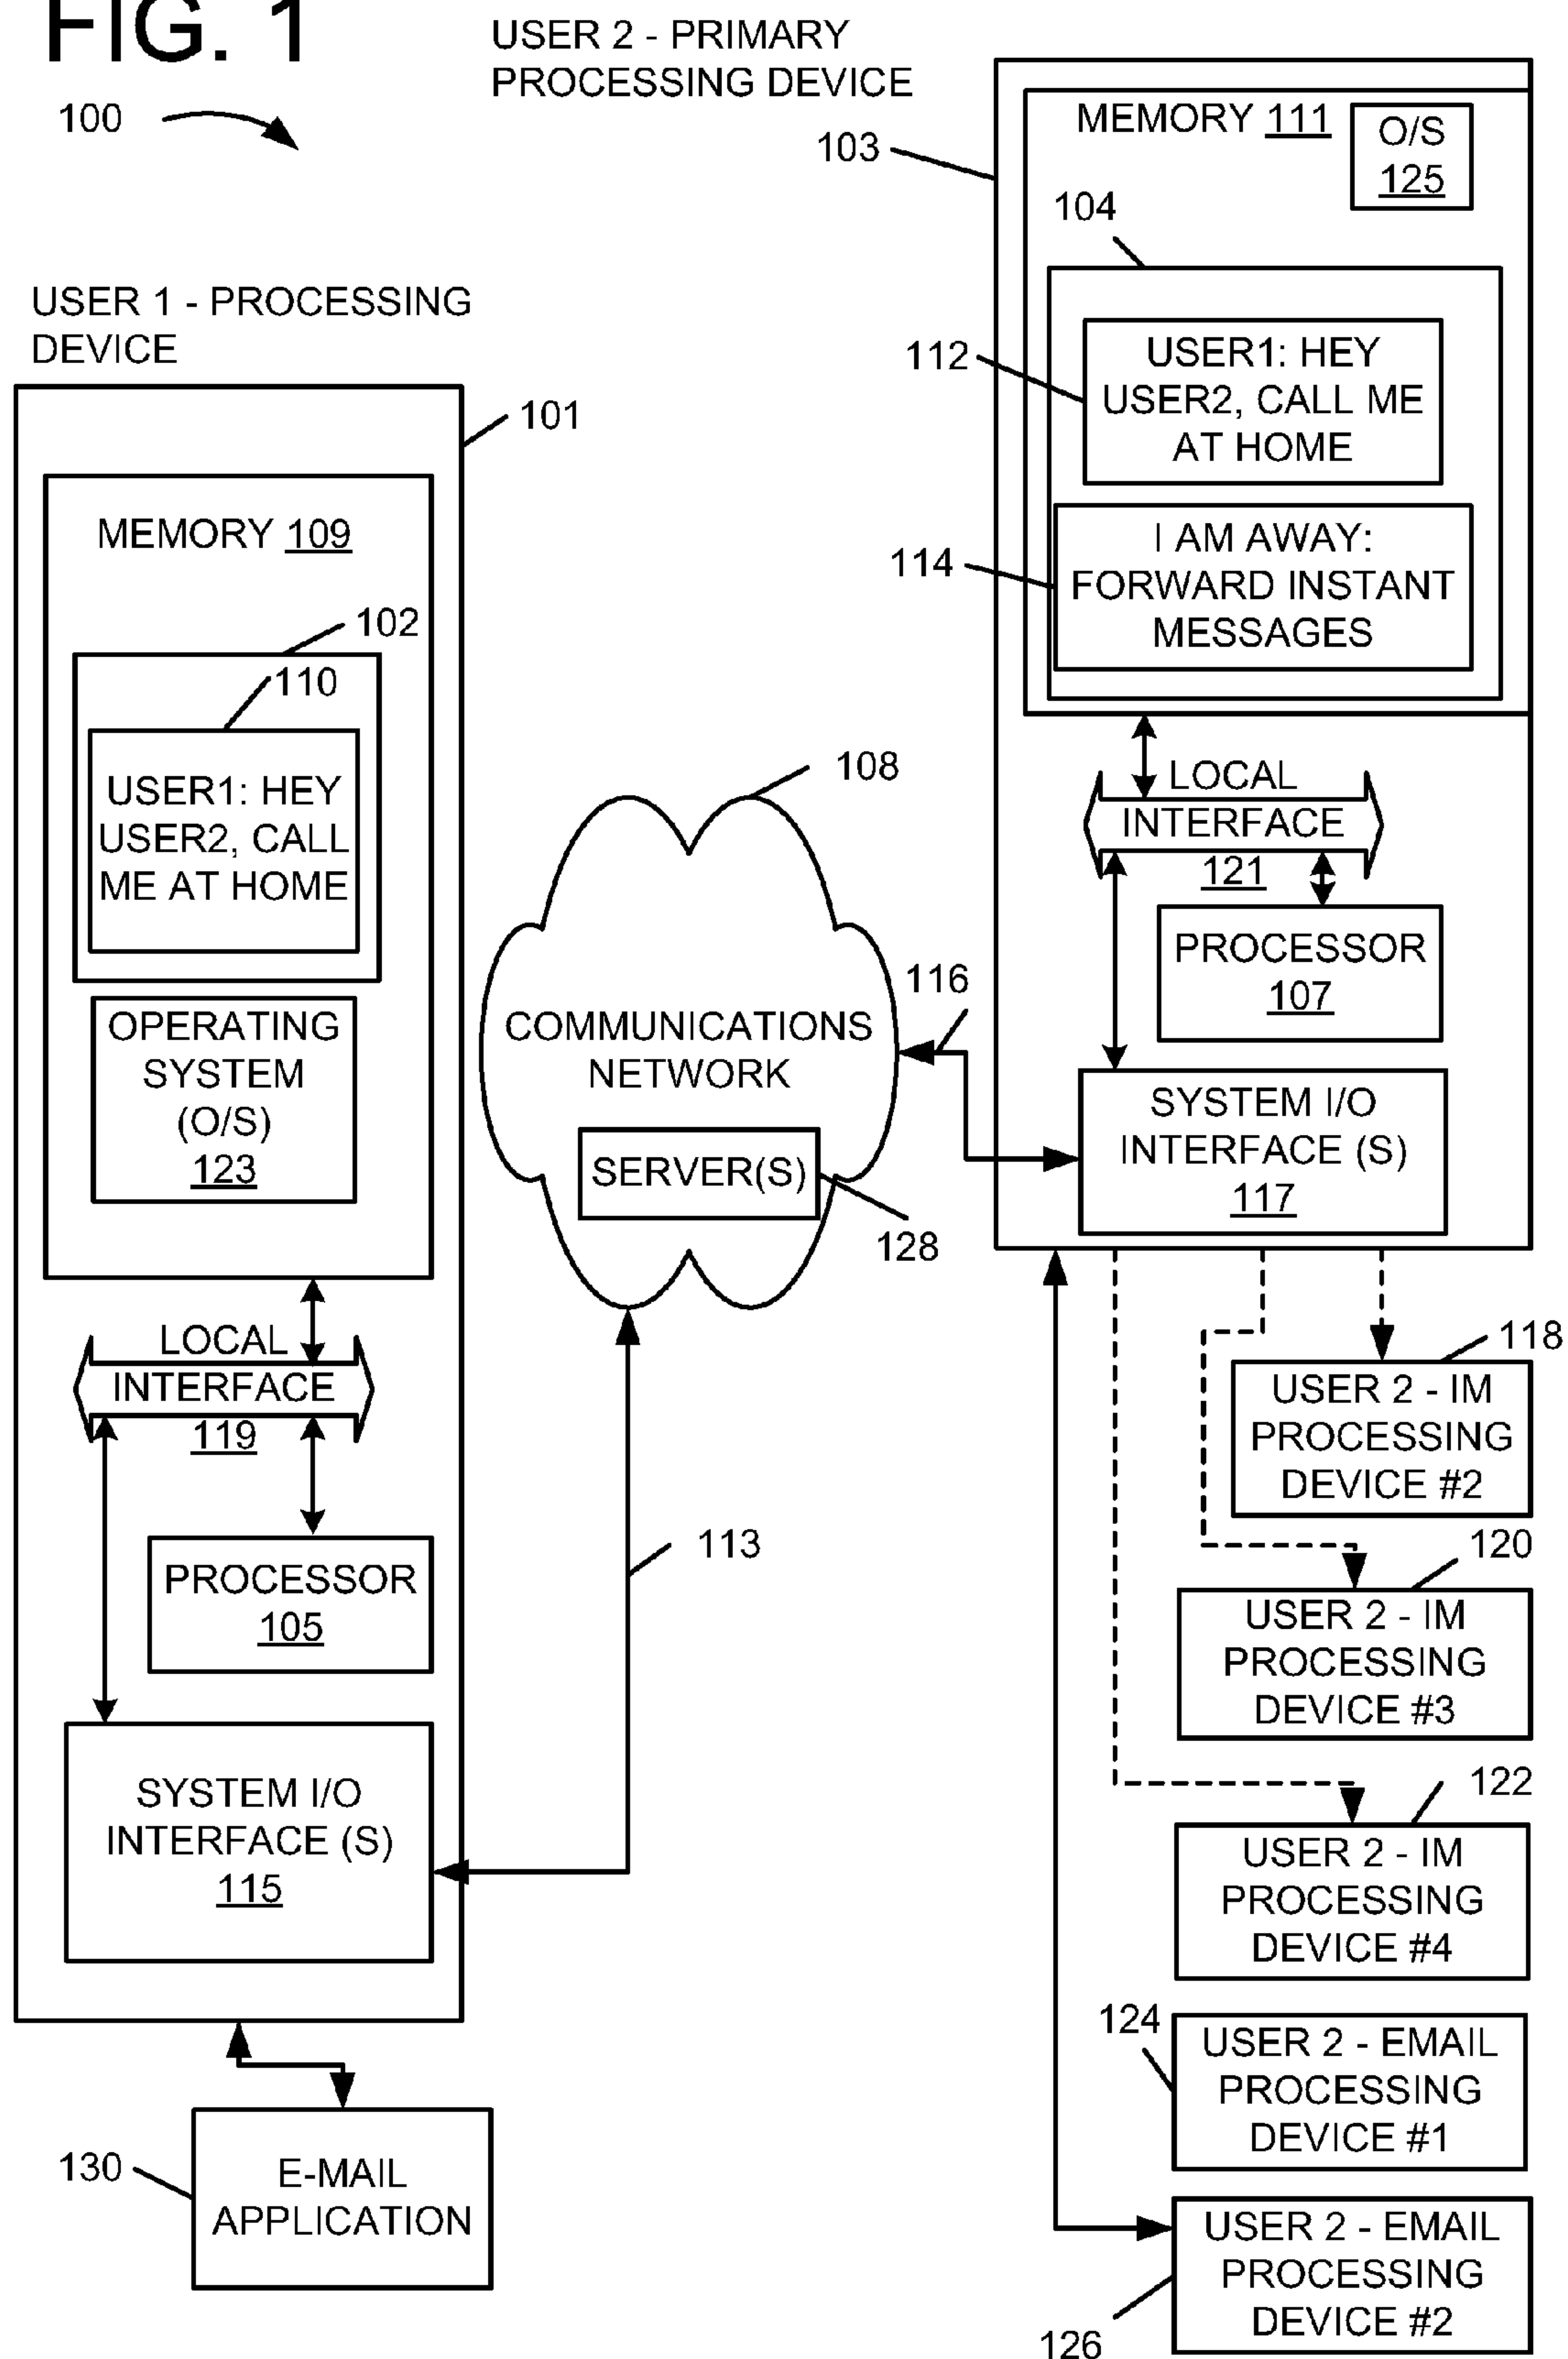 FIG. 1
100
USER 2 - PRIMARY
PROCESSING DEVICE
103
MEMORY 111
O/S
125
104
112
USER1: HEY
USER2, CALL ME
AT HOME
114
I AM AWAY:
FORWARD INSTANT
MESSAGES
LOCAL
INTERFACE
121
PROCESSOR
107
116
SYSTEM I/O
INTERFACE (S)
117
USER 1 - PROCESSING
DEVICE
101
MEMORY 109
102
110
USER1: HEY
USER2, CALL
ME AT HOME
OPERATING
SYSTEM
(O/S)
123
LOCAL
INTERFACE
119
PROCESSOR
105
SYSTEM I/O
INTERFACE (S)
115
108
COMMUNICATIONS
NETWORK
SERVER(S)
128
113
130
E-MAIL
APPLICATION
118
USER 2 - IM
PROCESSING
DEVICE #2
120
USER 2 - IM
PROCESSING
DEVICE #3
122
USER 2 - IM
PROCESSING
DEVICE #4
124
USER 2 - EMAIL
PROCESSING
DEVICE #1
USER 2 - EMAIL
PROCESSING
DEVICE #2
126